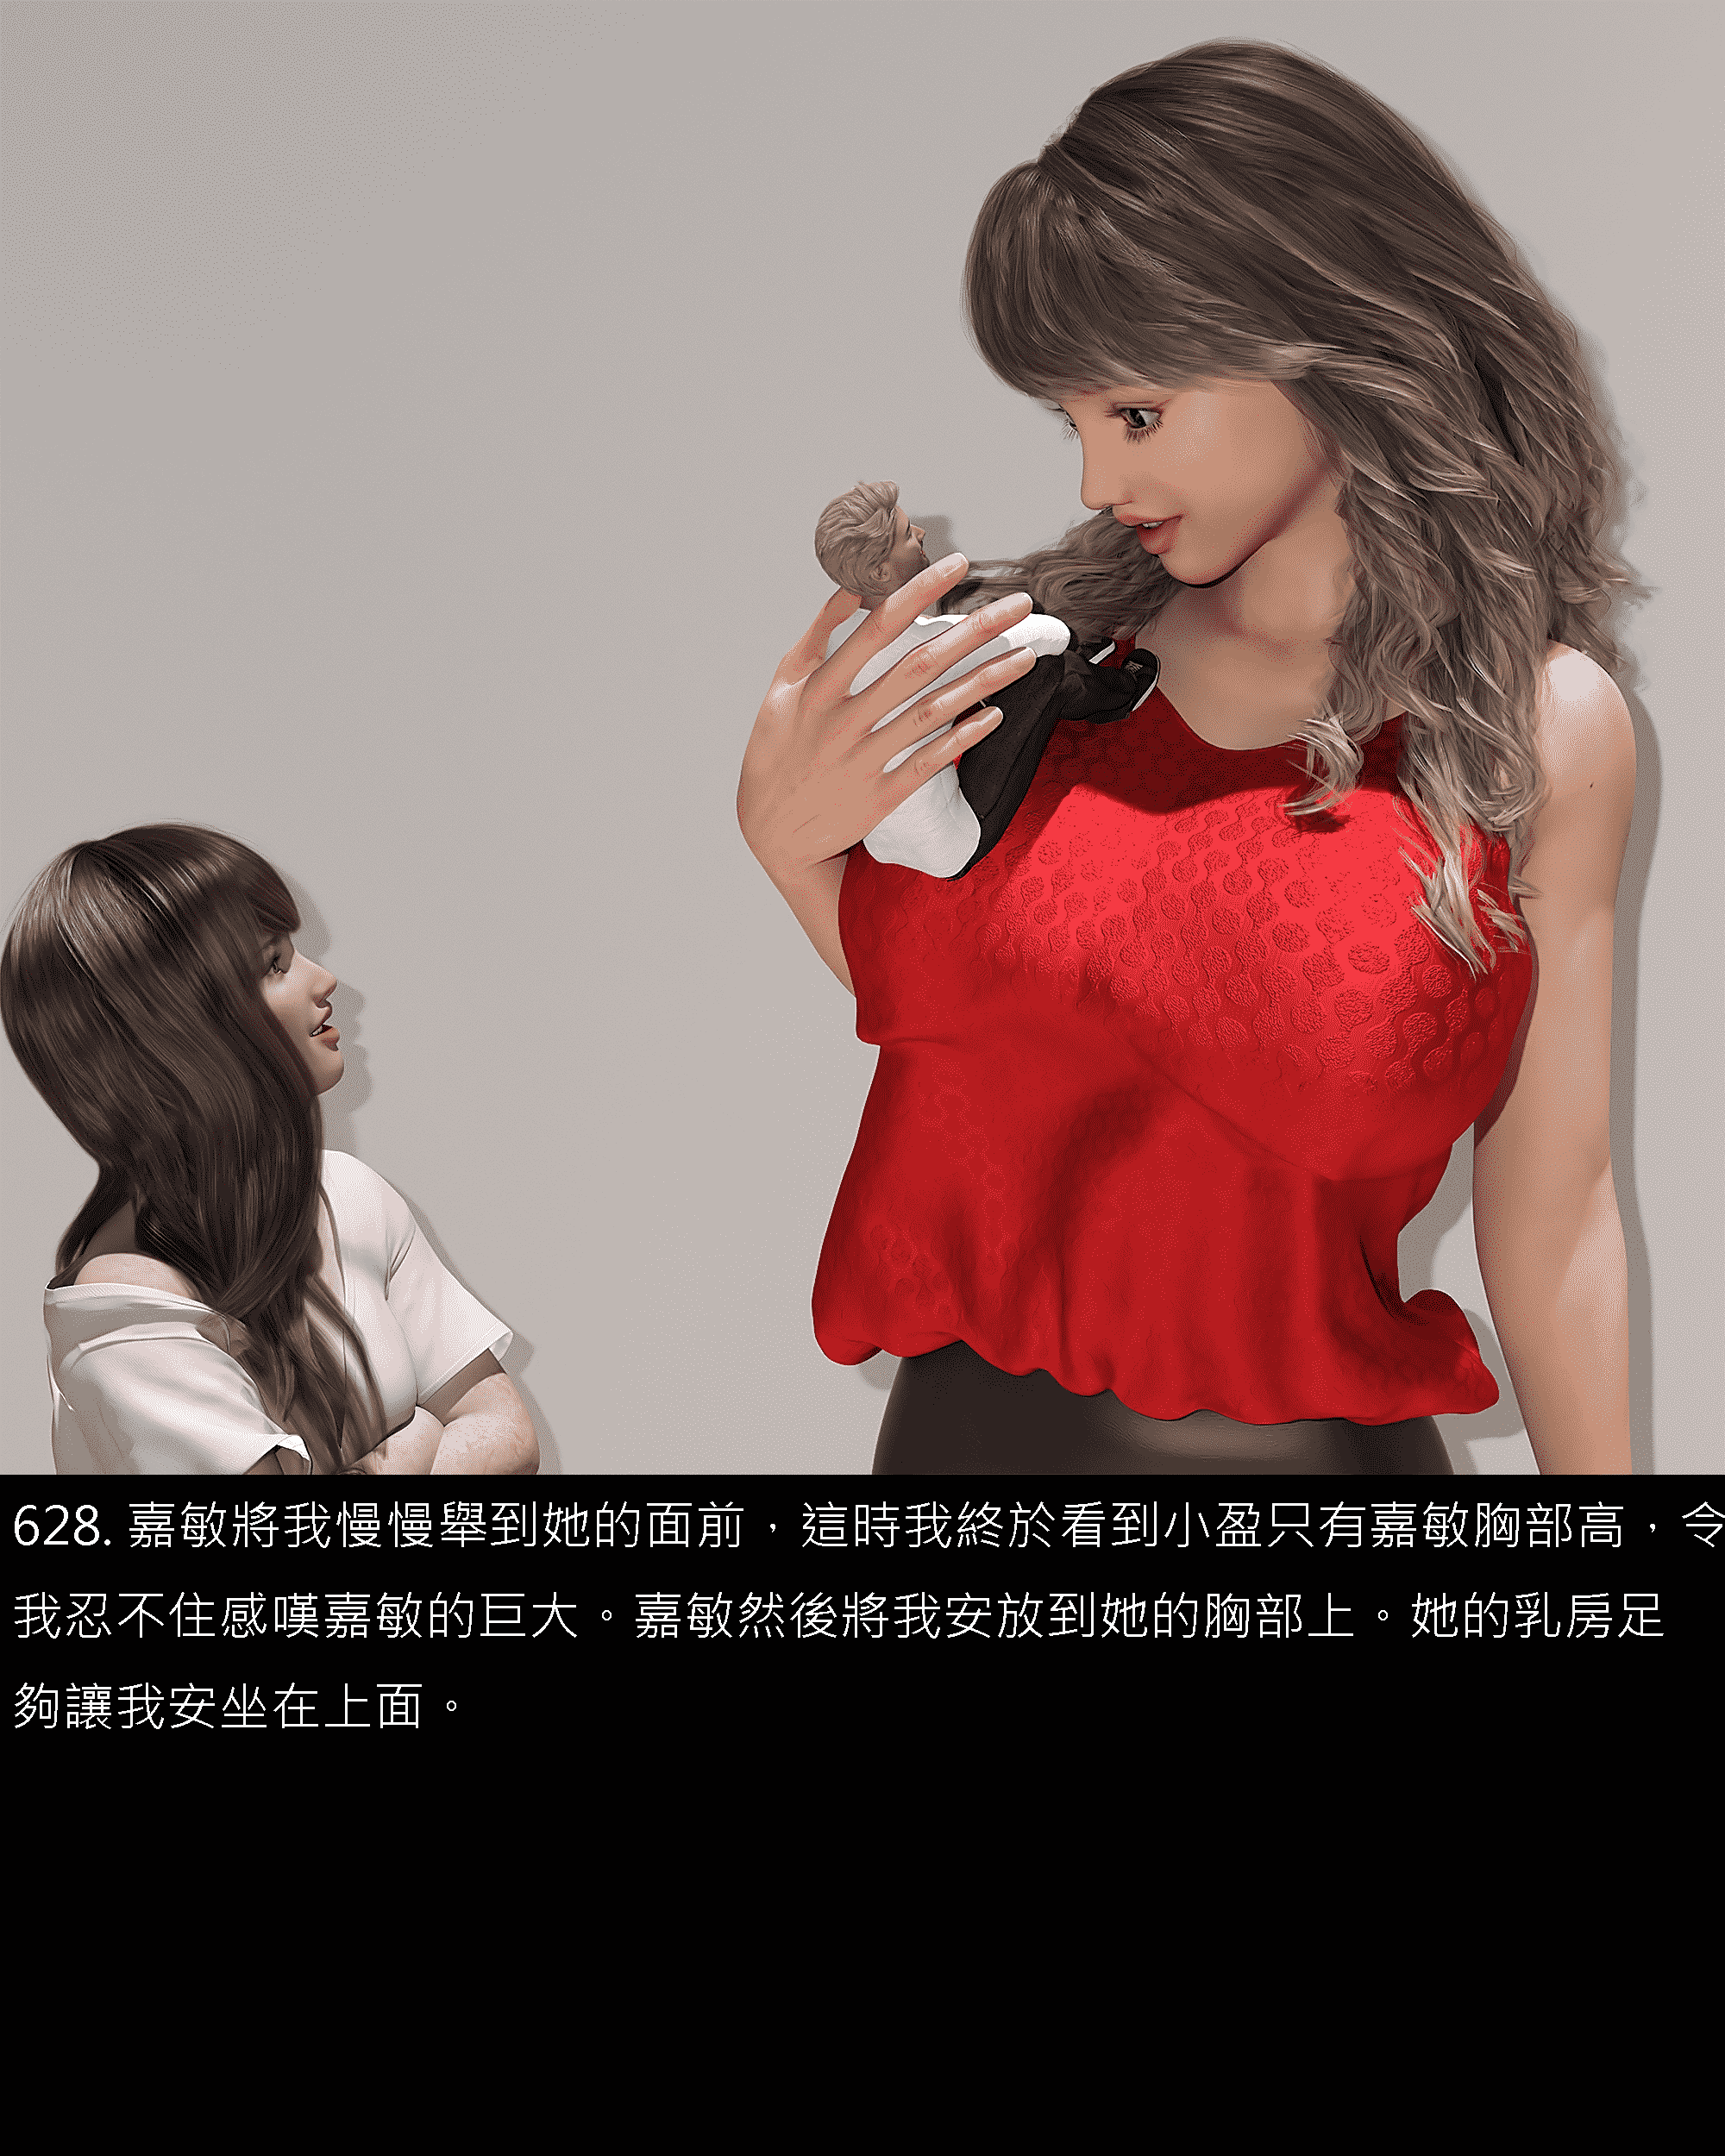 628. 嘉敏將我慢慢舉到她的面前，這時我終於看到小盈只有嘉敏胸部高，令
我忍不住感嘆嘉敏的巨大。嘉敏然後將我安放到她的胸部上。她的乳房足
夠讓我安坐在上面。